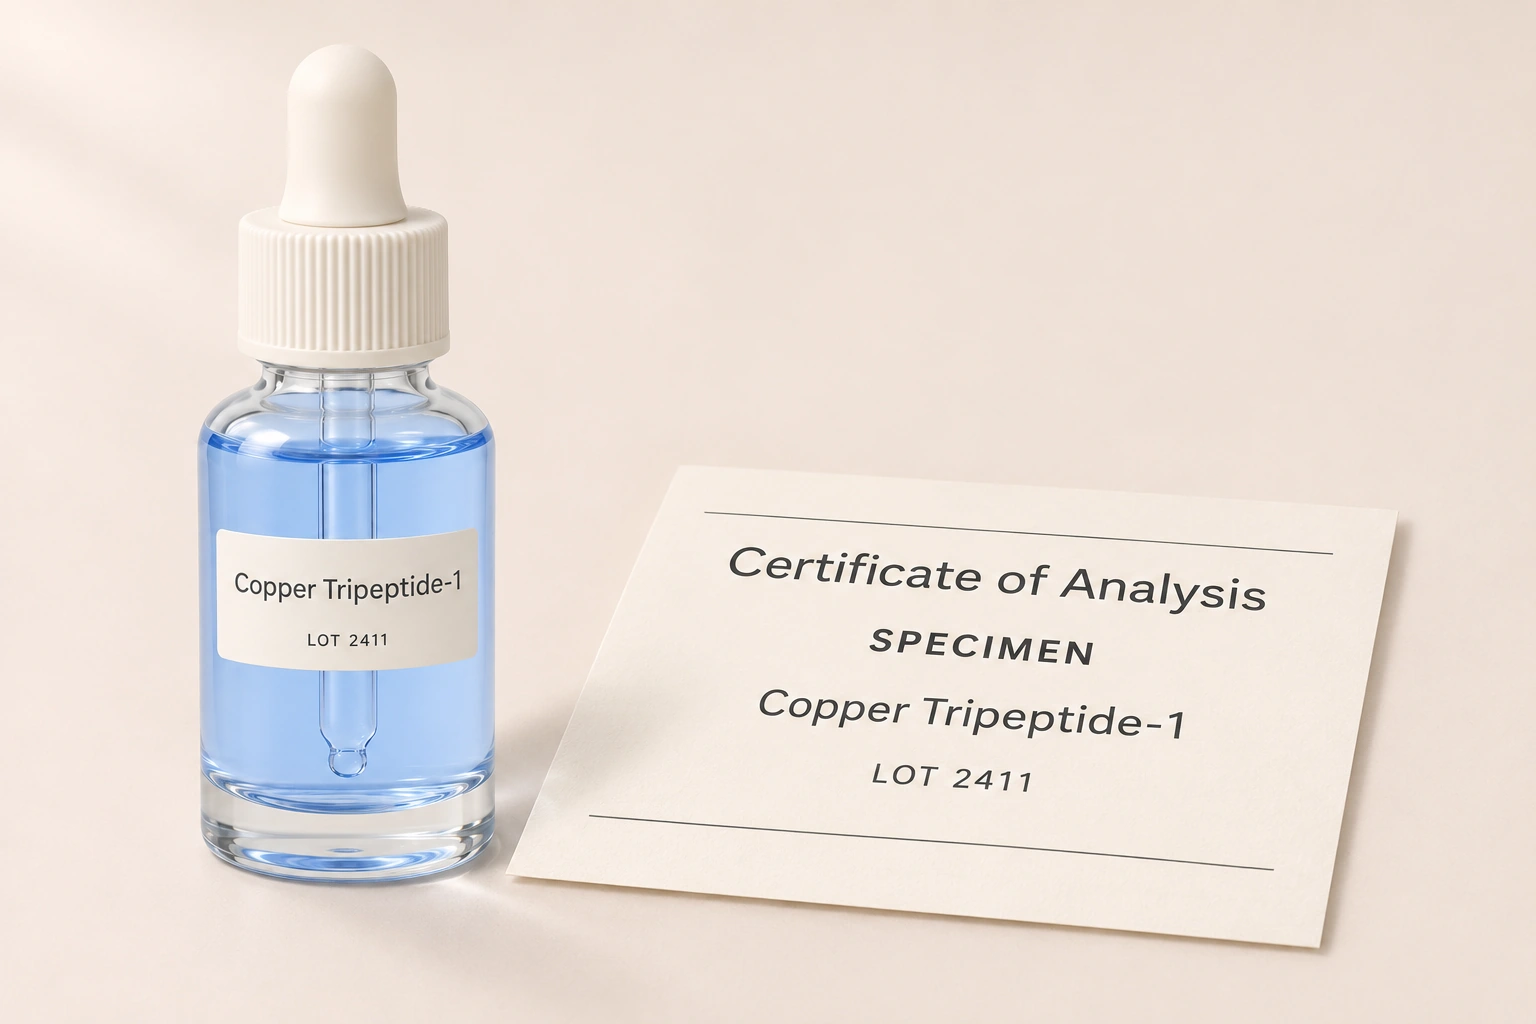 Copper Tripeptide-1
LOT 2411
Certificate of Analysis
SPECIMEN
Copper Tripeptide-1
LOT 2411